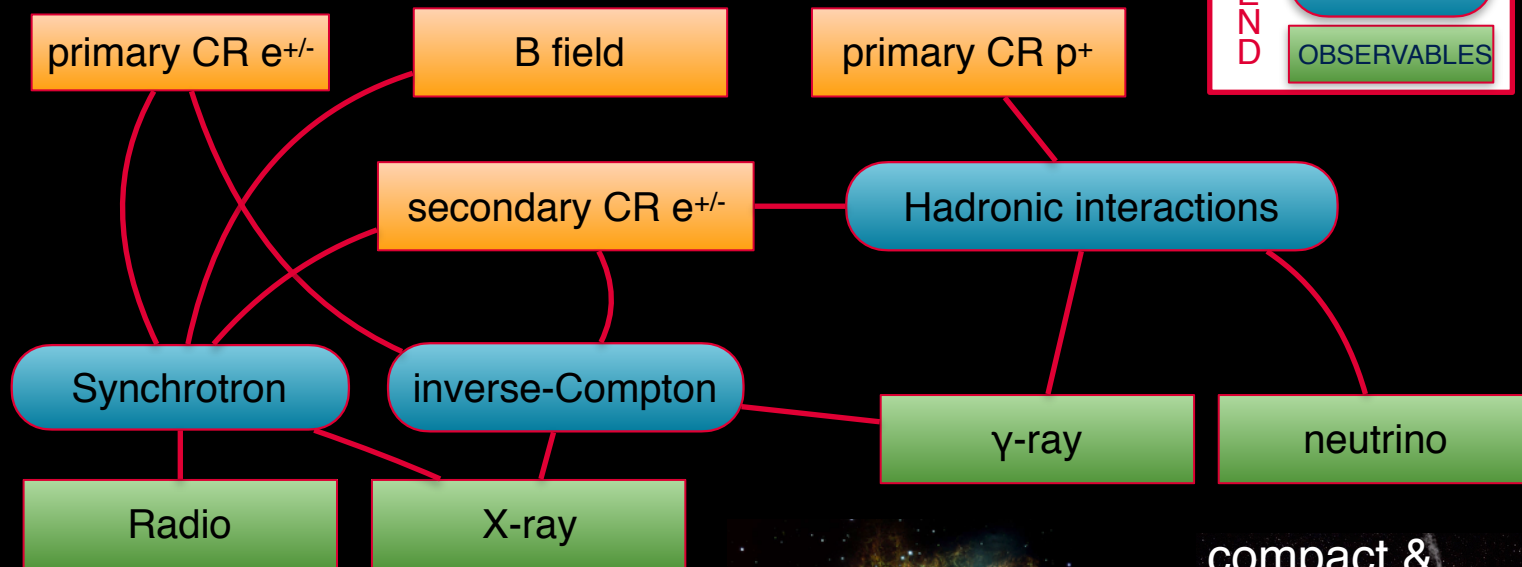 primary CR e+/-
B field
primary CR p+
E
N
D
OBSERVABLES
secondary CR e+/-
Hadronic interactions
Synchrotron
inverse-Compton
γ-ray
neutrino
Radio
X-ray
compact &